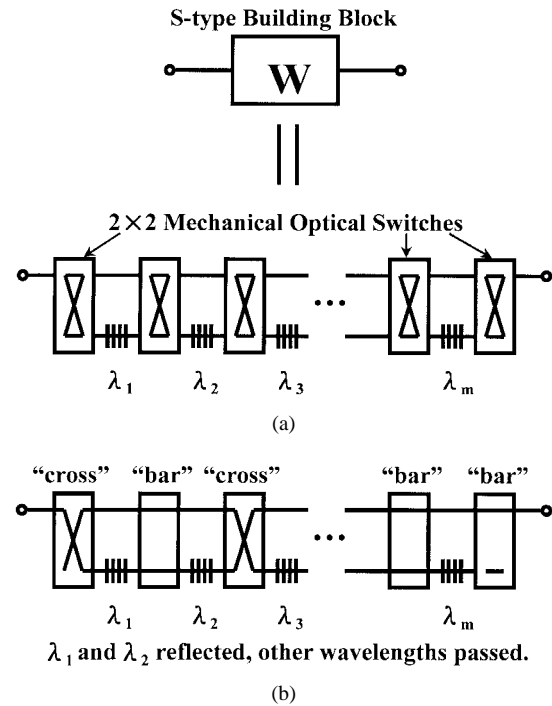 S-type Building Block
W
2×2 Mechanical Optical Switches
...
λ1 λ2 λ3 λm
(a)
“cross” “bar” “cross” “bar” “bar”
...
λ1 λ2 λ3 λm
λ1 and λ2 reflected, other wavelengths passed.
(b)